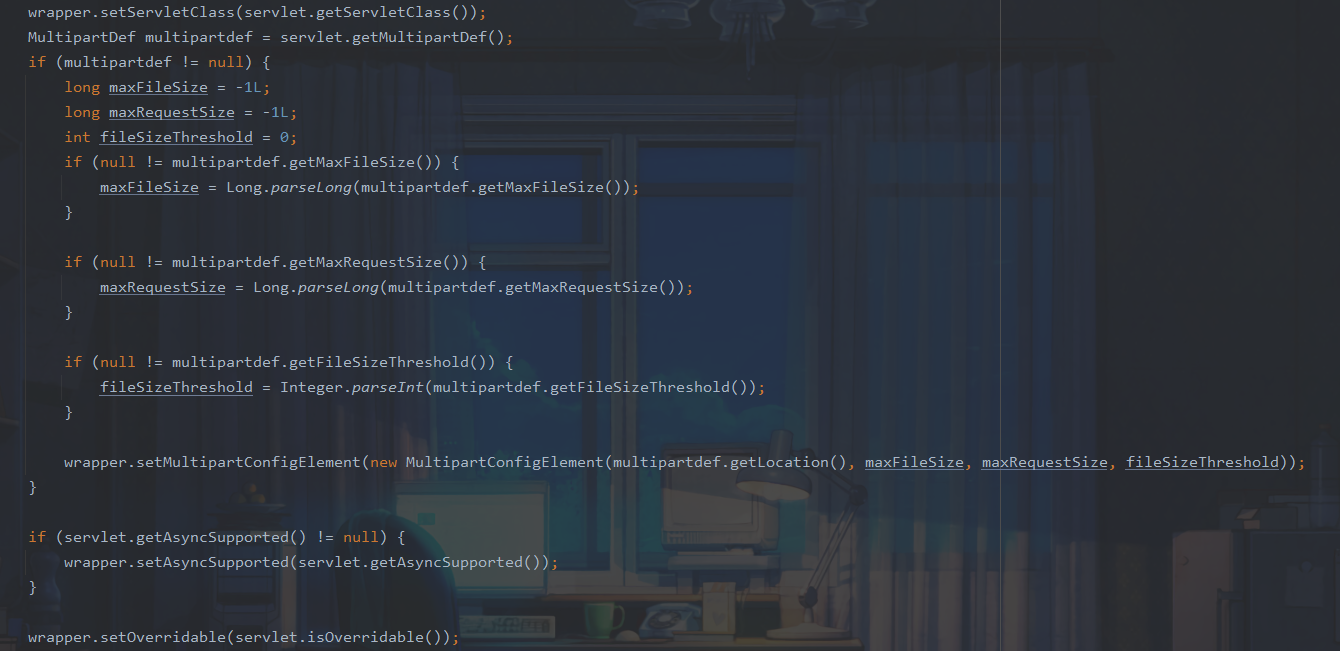 wrapper.setServletClass(servlet.getServletClass());
MultipartDef multipartdef = servlet.getMultipartDef();
if (multipartdef != null) {
    long maxFileSize = -1L;
    long maxRequestSize = -1L;
    int fileSizeThreshold = 0;
    if (null != multipartdef.getMaxFileSize()) {
        maxFileSize = Long.parseLong(multipartdef.getMaxFileSize());
    }

    if (null != multipartdef.getMaxRequestSize()) {
        maxRequestSize = Long.parseLong(multipartdef.getMaxRequestSize());
    }

    if (null != multipartdef.getFileSizeThreshold()) {
        fileSizeThreshold = Integer.parseInt(multipartdef.getFileSizeThreshold());
    }

    wrapper.setMultipartConfigElement(new MultipartConfigElement(multipartdef.getLocation(), maxFileSize, maxRequestSize, fileSizeThreshold));
}

if (servlet.getAsyncSupported() != null) {
    wrapper.setAsyncSupported(servlet.getAsyncSupported());
}

wrapper.setOverridable(servlet.isOverridable());